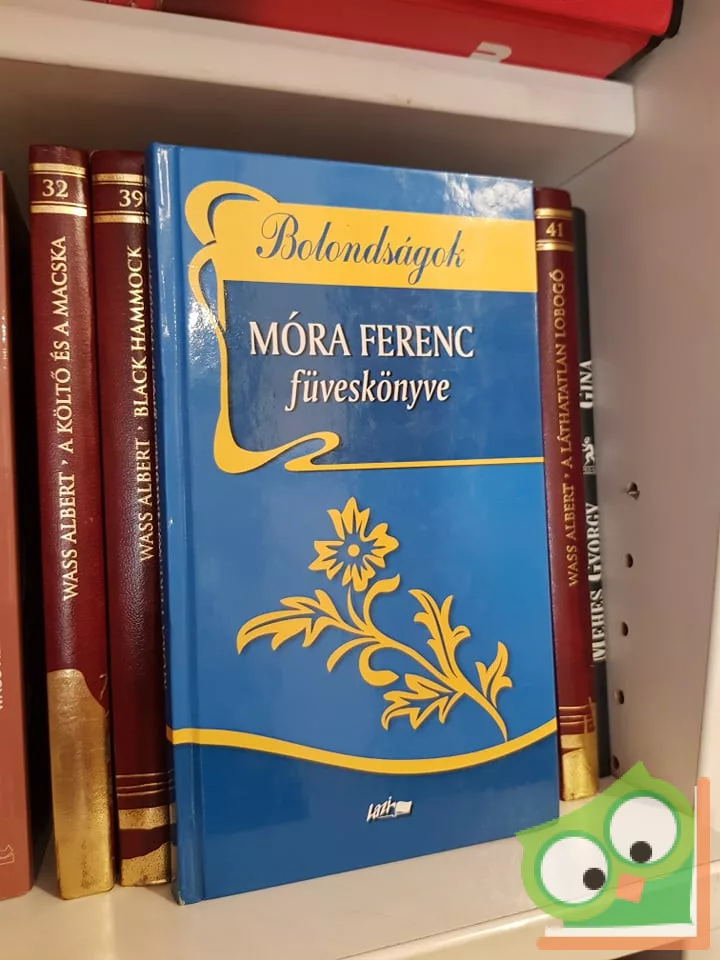 32
WASS ALBERT • A KÖLTŐ ÉS A MACSKA
39
WASS ALBERT • BLACK HAMMOCK
Bolondságok
MÓRA FERENC
füveskönyve
Lazi
41
WASS ALBERT • A LÁTHATATLAN LOBOGÓ
MÉHES GYÖRGY
GINA